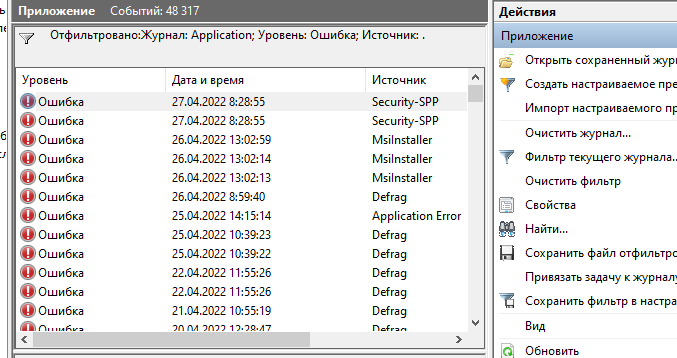 Приложение Событий: 48 317
Отфильтровано:Журнал: Application; Уровень: Ошибка; Источник: .
Уровень Дата и время Источник
Ошибка 27.04.2022 8:28:55 Security-SPP
Ошибка 27.04.2022 8:28:55 Security-SPP
Ошибка 26.04.2022 13:02:59 MsiInstaller
Ошибка 26.04.2022 13:02:14 MsiInstaller
Ошибка 26.04.2022 13:02:13 MsiInstaller
Ошибка 26.04.2022 8:59:40 Defrag
Ошибка 25.04.2022 14:15:14 Application Error
Ошибка 25.04.2022 10:39:23 Defrag
Ошибка 25.04.2022 10:39:22 Defrag
Ошибка 22.04.2022 11:55:26 Defrag
Ошибка 22.04.2022 11:55:26 Defrag
Ошибка 21.04.2022 10:55:19 Defrag
Ошибка 20.04.2022 12:28:47 Defrag
Действия
Приложение
Открыть сохраненный жур
Создать настраиваемое пре
Импорт настраиваемого пр
Очистить журнал...
Фильтр текущего журнала..
Очистить фильтр
Свойства
Найти...
Сохранить файл отфильтро
Привязать задачу к журналу
Сохранить фильтр в настра
Вид
Обновить